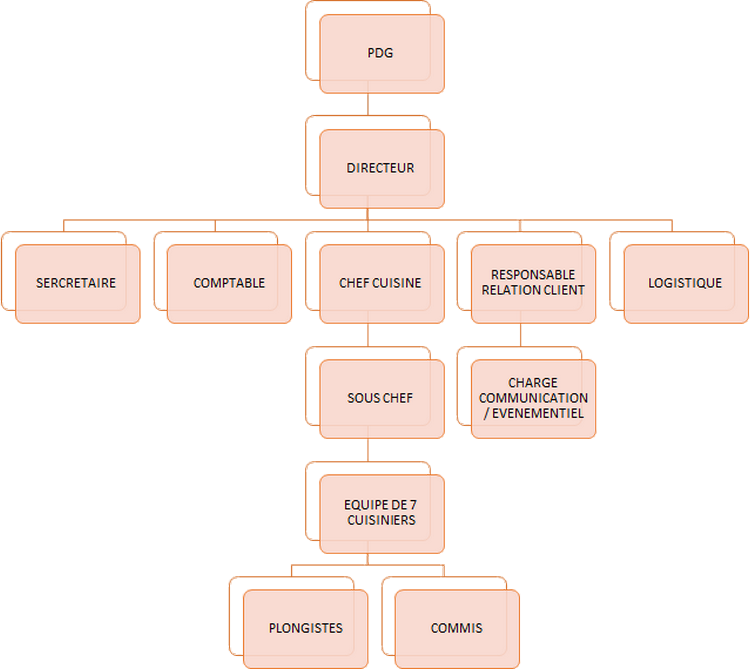 PDG
DIRECTEUR
SERCRETAIRE
COMPTABLE
CHEF CUISINE
RESPONSABLE
RELATION CLIENT
LOGISTIQUE
SOUS CHEF
CHARGE
COMMUNICATION
/ EVENEMENTIEL
EQUIPE DE 7
CUISINIERS
PLONGISTES
COMMIS